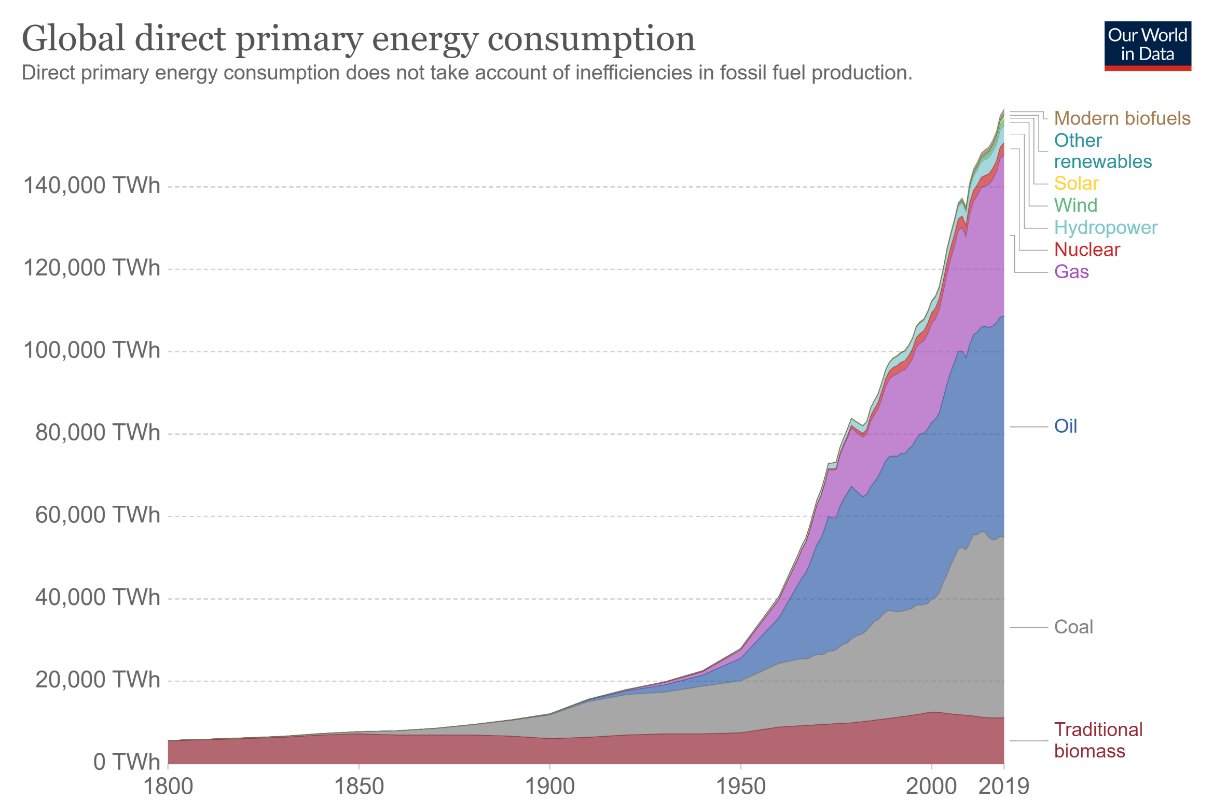 Global direct primary energy consumption
Our World
in Data
Direct primary energy consumption does not take account of inefficiencies in fossil fuel production.
Modern biofuels
Other
renewables
Solar
Wind
Hydropower
Nuclear
Gas
Oil
Coal
Traditional
biomass
140,000 TWh
120,000 TWh
100,000 TWh
80,000 TWh
60,000 TWh
40,000 TWh
20,000 TWh
0 TWh
1800 1850 1900 1950 2000 2019